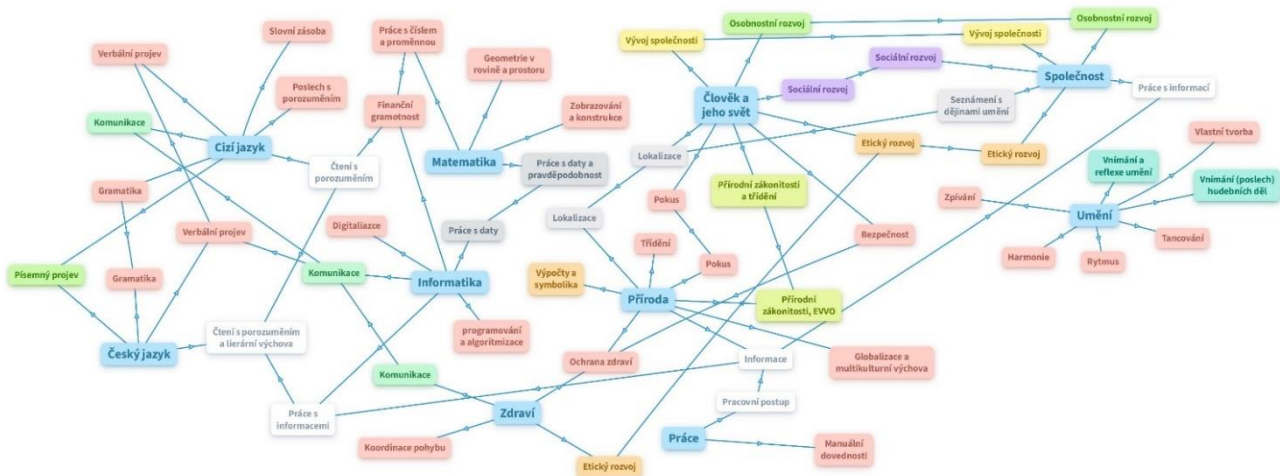 Osobnostní rozvoj
Osobnostní rozvoj
Slovní zásoba
Práce s číslem
a proměnnou
Vývoj společnosti
Vývoj společnosti
Verbální projev
Geometrie v
rovině a prostoru
Sociální rozvoj
Společnost
Poslech s
porozuměním
Sociální rozvoj
Práce s informací
Člověk a
jeho svět
Finanční
gramotnost
Zobrazování
a konstrukce
Seznámení s
dějinami umění
Komunikace
Cizí jazyk
Vlastní tvorba
Etický rozvoj
Etický rozvoj
Lokalizace
Matematika
Čtení s
porozuměním
Práce s daty a
pravděpodobnost
Vnímání a
reflexe umění
Vnímání (poslech)
hudebních děl
Gramatika
Přírodní zákonitosti
a třídění
Pokus
Zpívání
Umění
Lokalizace
Digitaliazce
Práce s daty
Verbální projev
Bezpečnost
Tancování
Třídění
Harmonie
Rytmus
Pokus
Písemný projev
Gramatika
Komunikace
Informatika
Výpočty a
symbolika
Příroda
Přírodní
zákonitosti, EVVO
Čtení s porozuměním
a lierární výchova
programování
a algoritmizace
Český jazyk
Ochrana zdraví
Informace
Globalizace a
multikulturní výchova
Komunikace
Pracovní postup
Práce s
informacemi
Zdraví
Práce
Koordinace pohybu
Manuální
dovednosti
Etický rozvoj